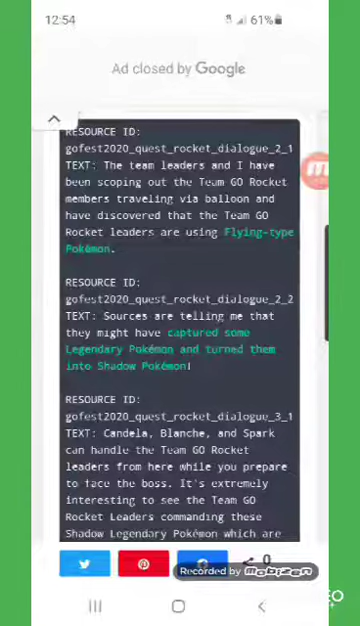 12:54
61%
Ad closed by Google
RESOURCE ID:
gofest2020_quest_rocket_dialogue_2_1
TEXT: The team leaders and I have
been scoping out the Team GO Rocket
members traveling via balloon and
have discovered that the Team GO
Rocket leaders are using Flying-type
Pokémon.
RESOURCE ID:
gofest2020_quest_rocket_dialogue_2_2
TEXT: Sources are telling me that
they might have captured some
Legendary Pokémon and turned them
into Shadow Pokémon!
RESOURCE ID:
gofest2020_quest_rocket_dialogue_3_1
TEXT: Candela, Blanche, and Spark
can handle the Team GO Rocket
leaders from here while you prepare
to face the boss. It's extremely
interesting to see the Team GO
Rocket Leaders commanding these
Shadow Legendary Pokémon which are
0
Recorded by mobizen